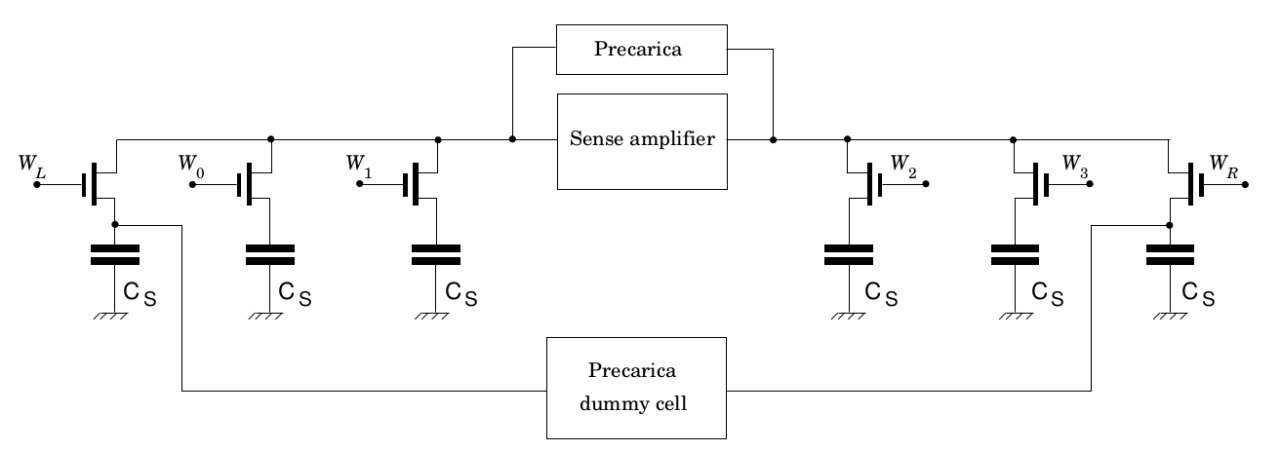 Precarica
Sense amplifier
W_L
W_0
W_1
W_2
W_3
W_R
C_S
C_S
C_S
C_S
C_S
C_S
Precarica
dummy cell